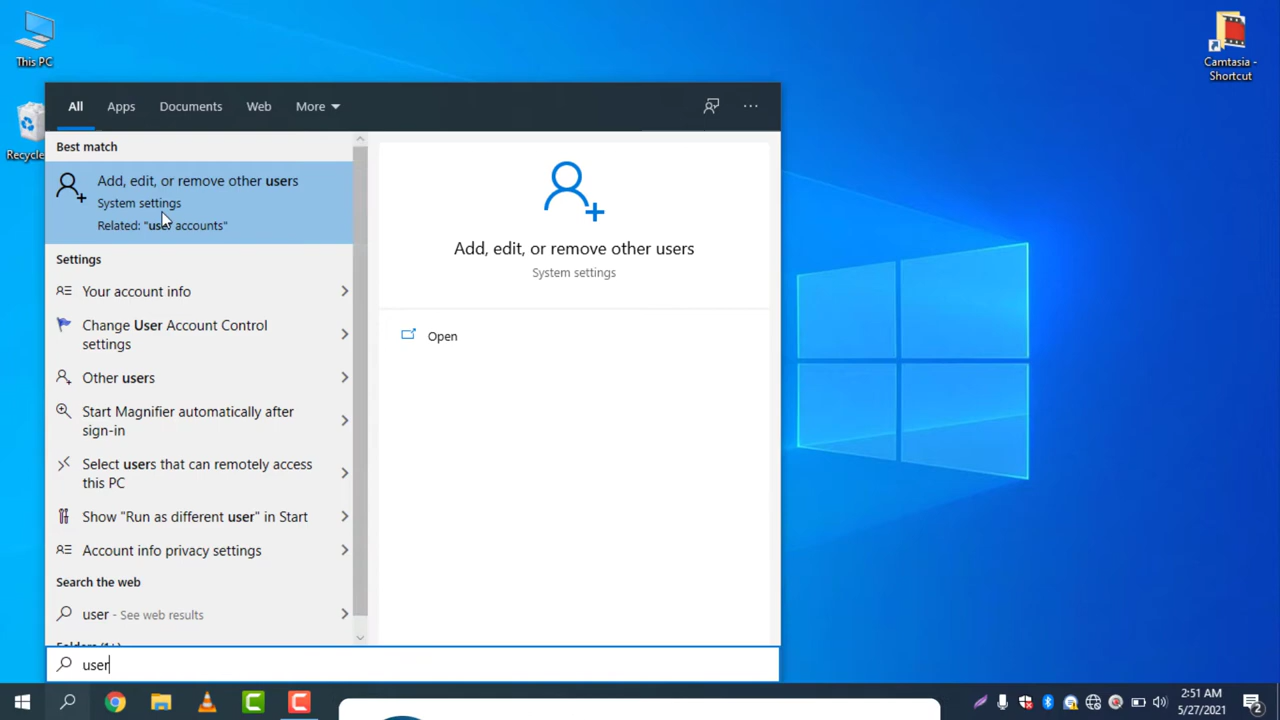 This PC
Camtasia -
Shortcut
Recycle
All
Apps
Documents
Web
More
Best match
Add, edit, or remove other users
System settings
Related: "user accounts"
Settings
Your account info
Change User Account Control
settings
Other users
Start Magnifier automatically after
sign-in
Select users that can remotely access
this PC
Show "Run as different user" in Start
Account info privacy settings
Search the web
user - See web results
Add, edit, or remove other users
System settings
Open
user
2:51 AM
5/27/2021
2